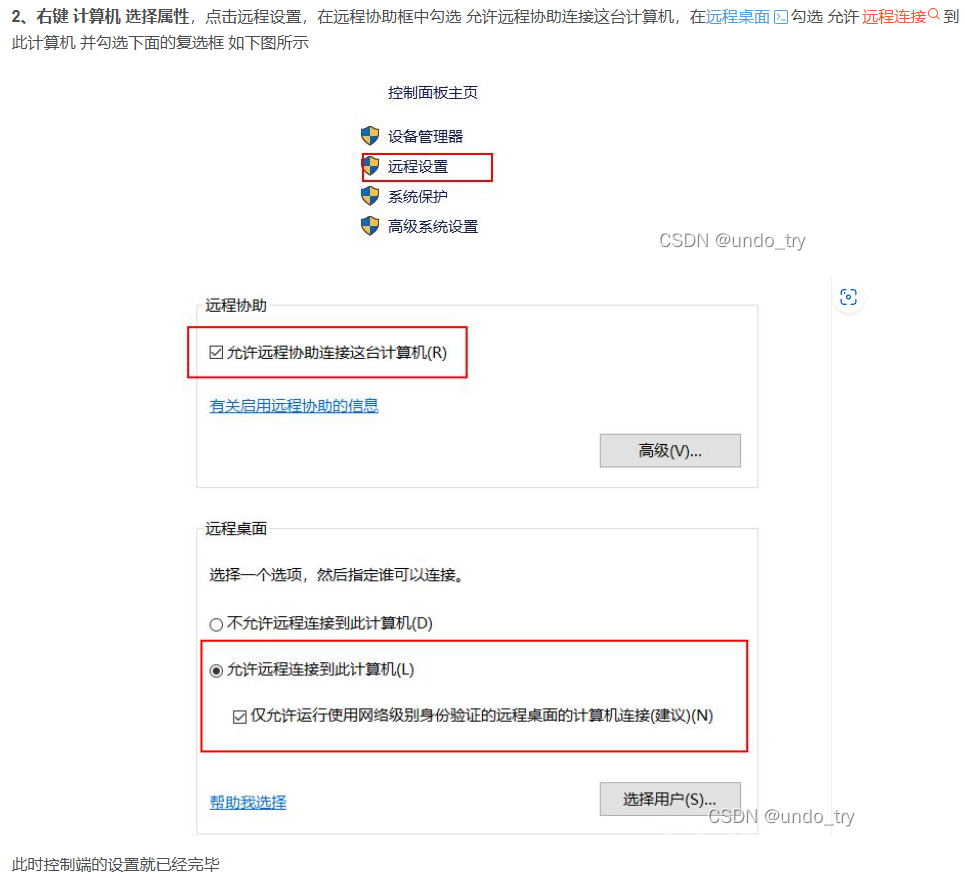 2、右键 计算机 选择属性，点击远程设置，在远程协助框中勾选 允许远程协助连接这台计算机，在远程桌面勾选 允许 远程连接到
此计算机 并勾选下面的复选框 如下图所示
控制面板主页
设备管理器
远程设置
系统保护
高级系统设置
CSDN @undo_try
远程协助
允许远程协助连接这台计算机(R)
有关启用远程协助的信息
高级(V)...
远程桌面
选择一个选项，然后指定谁可以连接。
不允许远程连接到此计算机(D)
允许远程连接到此计算机(L)
仅允许运行使用网络级别身份验证的远程桌面的计算机连接(建议)(N)
帮助我选择
选择用户(S)...
CSDN @undo_try
此时控制端的设置就已经完毕